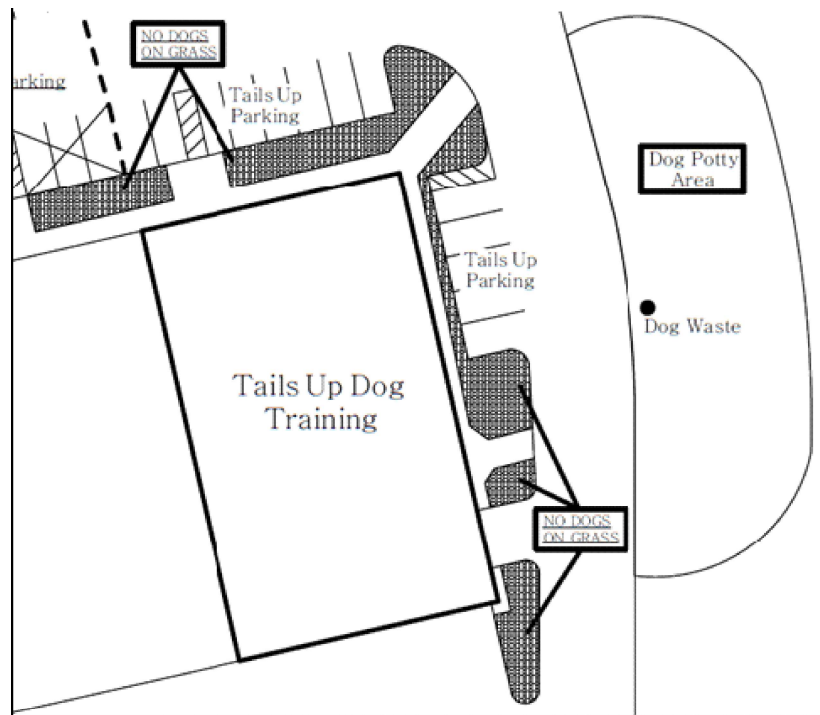 NO DOGS
ON GRASS
arking
Tails Up
Parking
Dog Potty
Area
Tails Up
Parking
Dog Waste
Tails Up Dog
Training
NO DOGS
ON GRASS